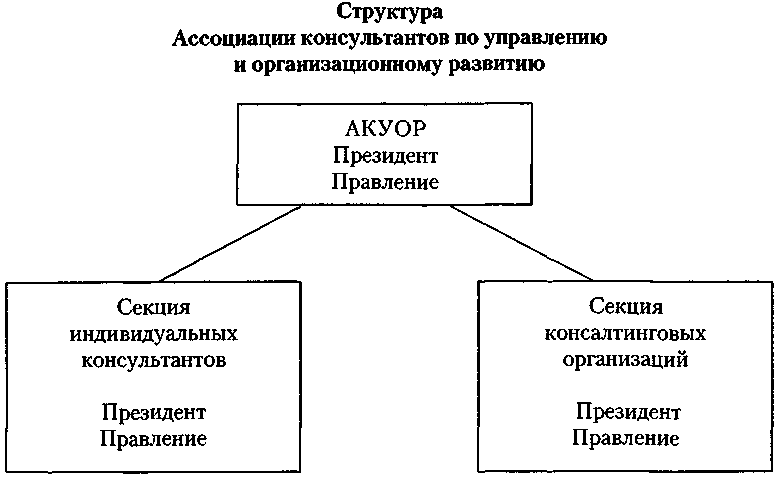 Структура
Ассоциации консультантов по управлению
и организационному развитию
АКУОР
Президент
Правление
Секция
индивидуальных
консультантов
Президент
Правление
Секция
консалтинговых
организаций
Президент
Правление